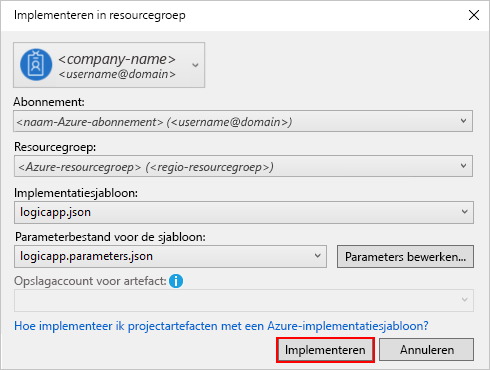 Implementeren in resourcegroep
<company-name>
<username@domain>
Abonnement:
<naam-Azure-abonnement> (<username@domain>)
Resourcegroep:
<Azure-resourcegroep> (<regio-resourcegroep>)
Implementatiesjabloon:
logicapp.json
Parameterbestand voor de sjabloon:
logicapp.parameters.json
Parameters bewerken...
Opslagaccount voor artefact:
Hoe implementeer ik projectartefacten met een Azure-implementatiesjabloon?
Implementeren
Annuleren